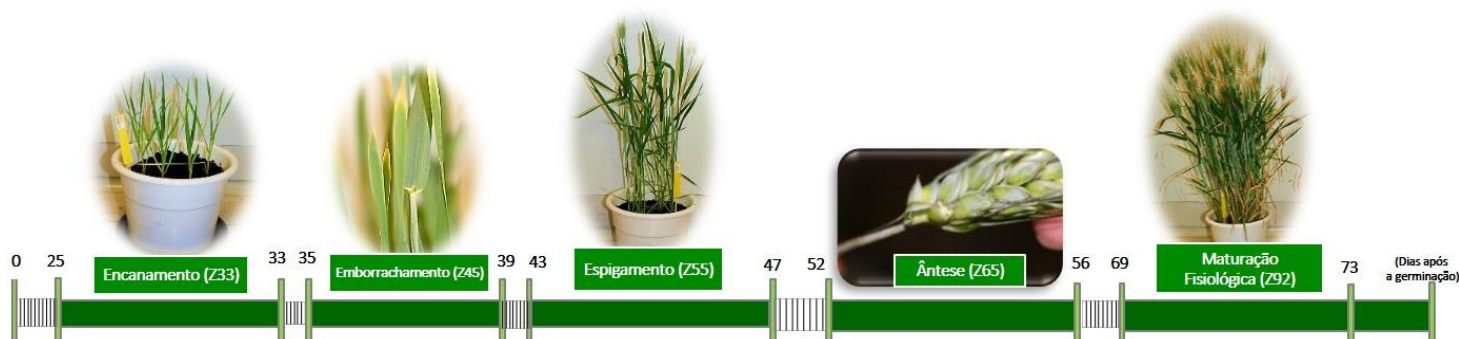 0
25
Encanamento (Z33)
33
35
Emborrachamento (Z45)
39
43
Espigamento (Z55)
47
52
Ântese (Z65)
56
69
Maturação
Fisiológica (Z92)
73
(Dias após
a germinação)